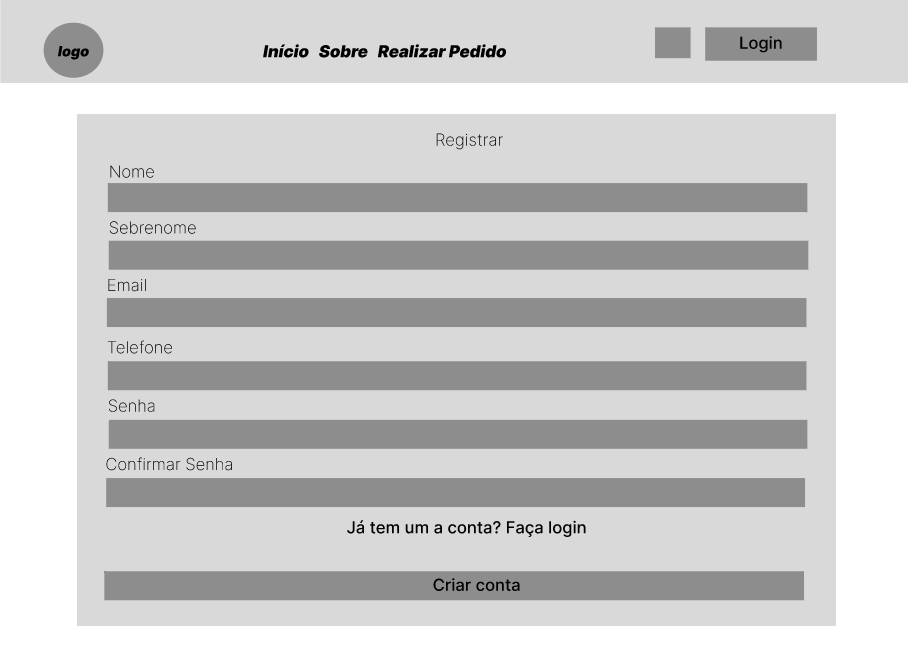 logo
Início Sobre Realizar Pedido
Login
Registrar
Nome
Sebrenome
Email
Telefone
Senha
Confirmar Senha
Já tem um a conta? Faça login
Criar conta